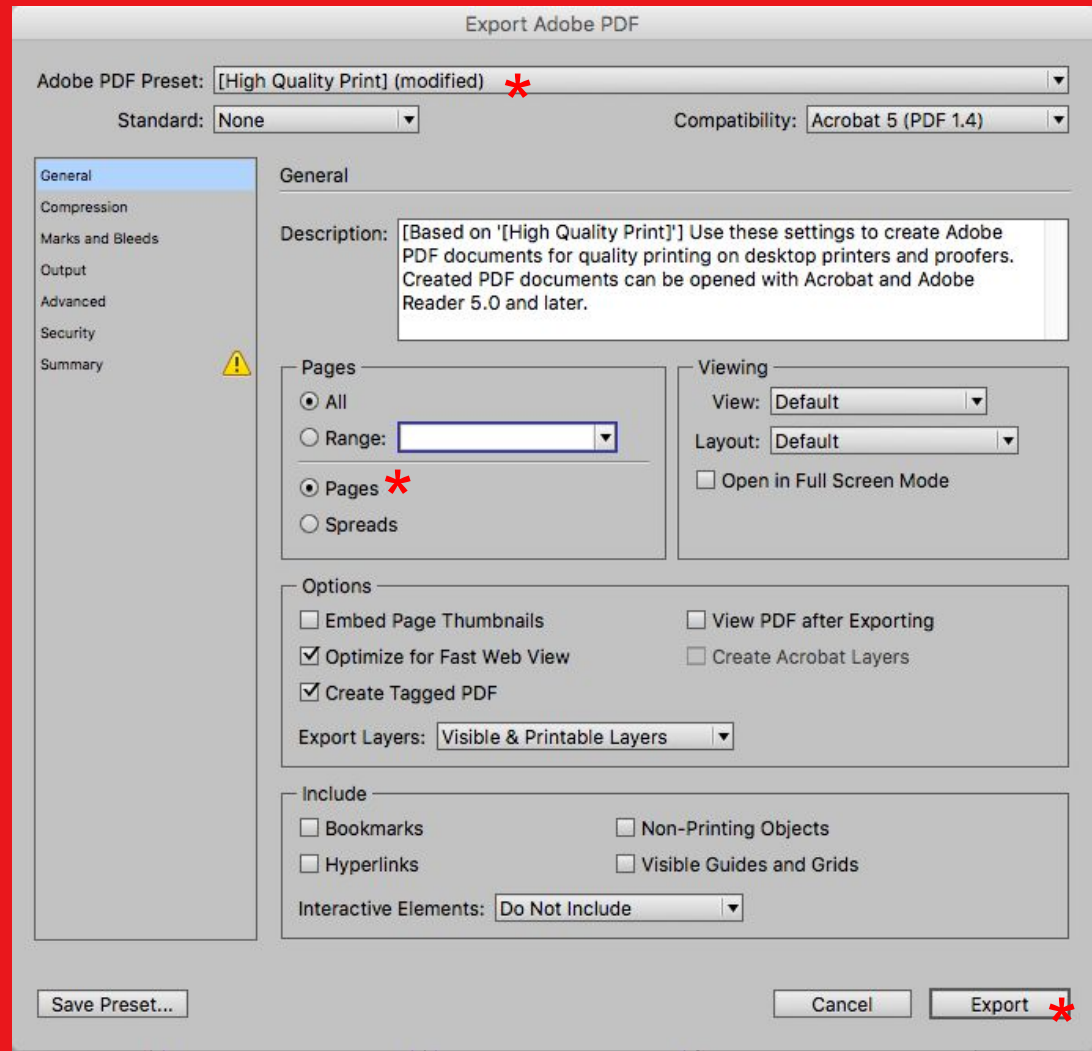 Export Adobe PDF
Adobe PDF Preset: [High Quality Print] (modified) *
Standard: None Compatibility: Acrobat 5 (PDF 1.4)
General
Compression
Marks and Bleeds
Output
Advanced
Security
Summary
General
Description: [Based on '[High Quality Print]'] Use these settings to create Adobe
PDF documents for quality printing on desktop printers and proofers.
Created PDF documents can be opened with Acrobat and Adobe
Reader 5.0 and later.
Pages
All
Range:
Pages *
Spreads
Viewing
View: Default
Layout: Default
Open in Full Screen Mode
Options
Embed Page Thumbnails
Optimize for Fast Web View
Create Tagged PDF
View PDF after Exporting
Create Acrobat Layers
Export Layers: Visible & Printable Layers
Include
Bookmarks
Hyperlinks
Non-Printing Objects
Visible Guides and Grids
Interactive Elements: Do Not Include
Save Preset...
Cancel
Export *